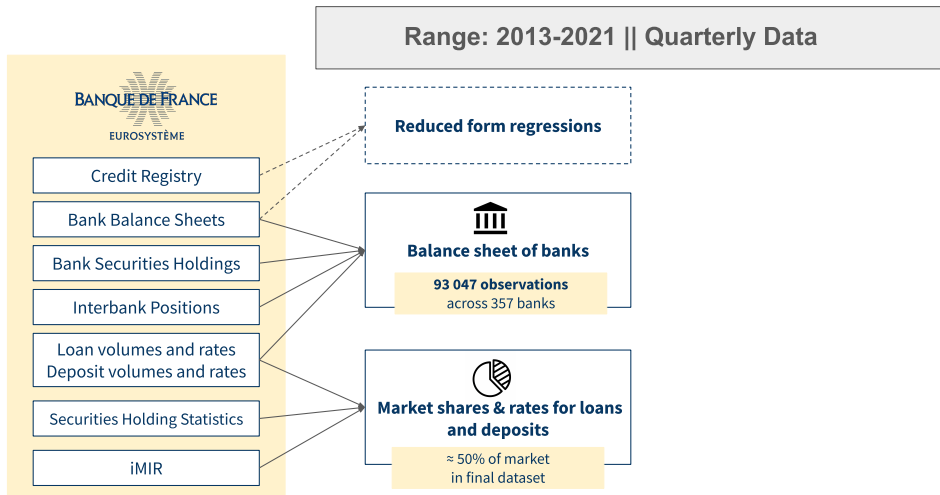 Range: 2013-2021 || Quarterly Data
BANQUE DE FRANCE
EUROSYSTÈME
Credit Registry
Bank Balance Sheets
Bank Securities Holdings
Interbank Positions
Loan volumes and rates
Deposit volumes and rates
Securities Holding Statistics
iMIR
Reduced form regressions
Balance sheet of banks
93 047 observations
across 357 banks
Market shares & rates for loans
and deposits
≈ 50% of market
in final dataset